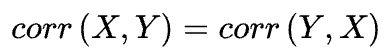 corr (X, Y) = corr (Y, X)